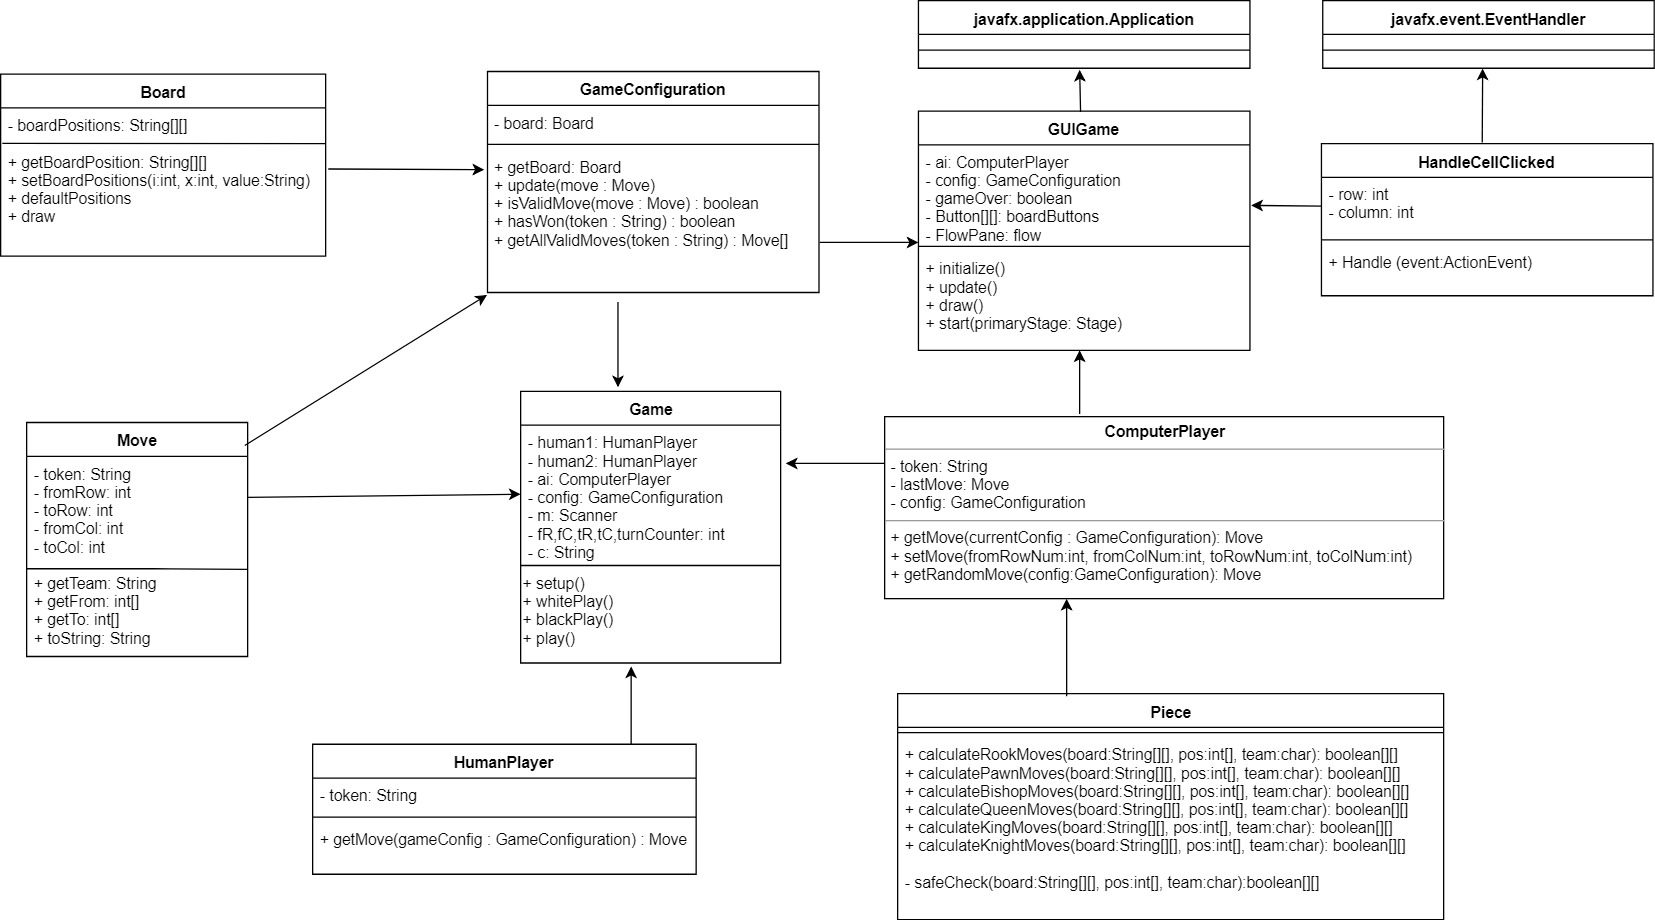 javafx.application.Application
javafx.event.EventHandler
Board
- boardPositions: String[][]
+ getBoardPosition: String[][]
+ setBoardPositions(i:int, x:int, value:String)
+ defaultPositions
+ draw
GameConfiguration
- board: Board
+ getBoard: Board
+ update(move : Move)
+ isValidMove(move : Move) : boolean
+ hasWon(token : String) : boolean
+ getAllValidMoves(token : String) : Move[]
GUIGame
- ai: ComputerPlayer
- config: GameConfiguration
- gameOver: boolean
- Button[][]: boardButtons
- FlowPane: flow
+ initialize()
+ update()
+ draw()
+ start(primaryStage: Stage)
HandleCellClicked
- row: int
- column: int
+ Handle (event:ActionEvent)
Move
- token: String
- fromRow: int
- toRow: int
- fromCol: int
- toCol: int
+ getTeam: String
+ getFrom: int[]
+ getTo: int[]
+ toString: String
Game
- human1: HumanPlayer
- human2: HumanPlayer
- ai: ComputerPlayer
- config: GameConfiguration
- m: Scanner
- fR,fC,tR,tC,turnCounter: int
- c: String
+ setup()
+ whitePlay()
+ blackPlay()
+ play()
ComputerPlayer
- token: String
- lastMove: Move
- config: GameConfiguration
+ getMove(currentConfig : GameConfiguration): Move
+ setMove(fromRowNum:int, fromColNum:int, toRowNum:int, toColNum:int)
+ getRandomMove(config:GameConfiguration): Move
HumanPlayer
- token: String
+ getMove(gameConfig : GameConfiguration) : Move
Piece
+ calculateRookMoves(board:String[][], pos:int[], team:char): boolean[][]
+ calculatePawnMoves(board:String[][], pos:int[], team:char): boolean[][]
+ calculateBishopMoves(board:String[][], pos:int[], team:char): boolean[][]
+ calculateQueenMoves(board:String[][], pos:int[], team:char): boolean[][]
+ calculateKingMoves(board:String[][], pos:int[], team:char): boolean[][]
+ calculateKnightMoves(board:String[][], pos:int[], team:char): boolean[][]
- safeCheck(board:String[][], pos:int[], team:char):boolean[][]